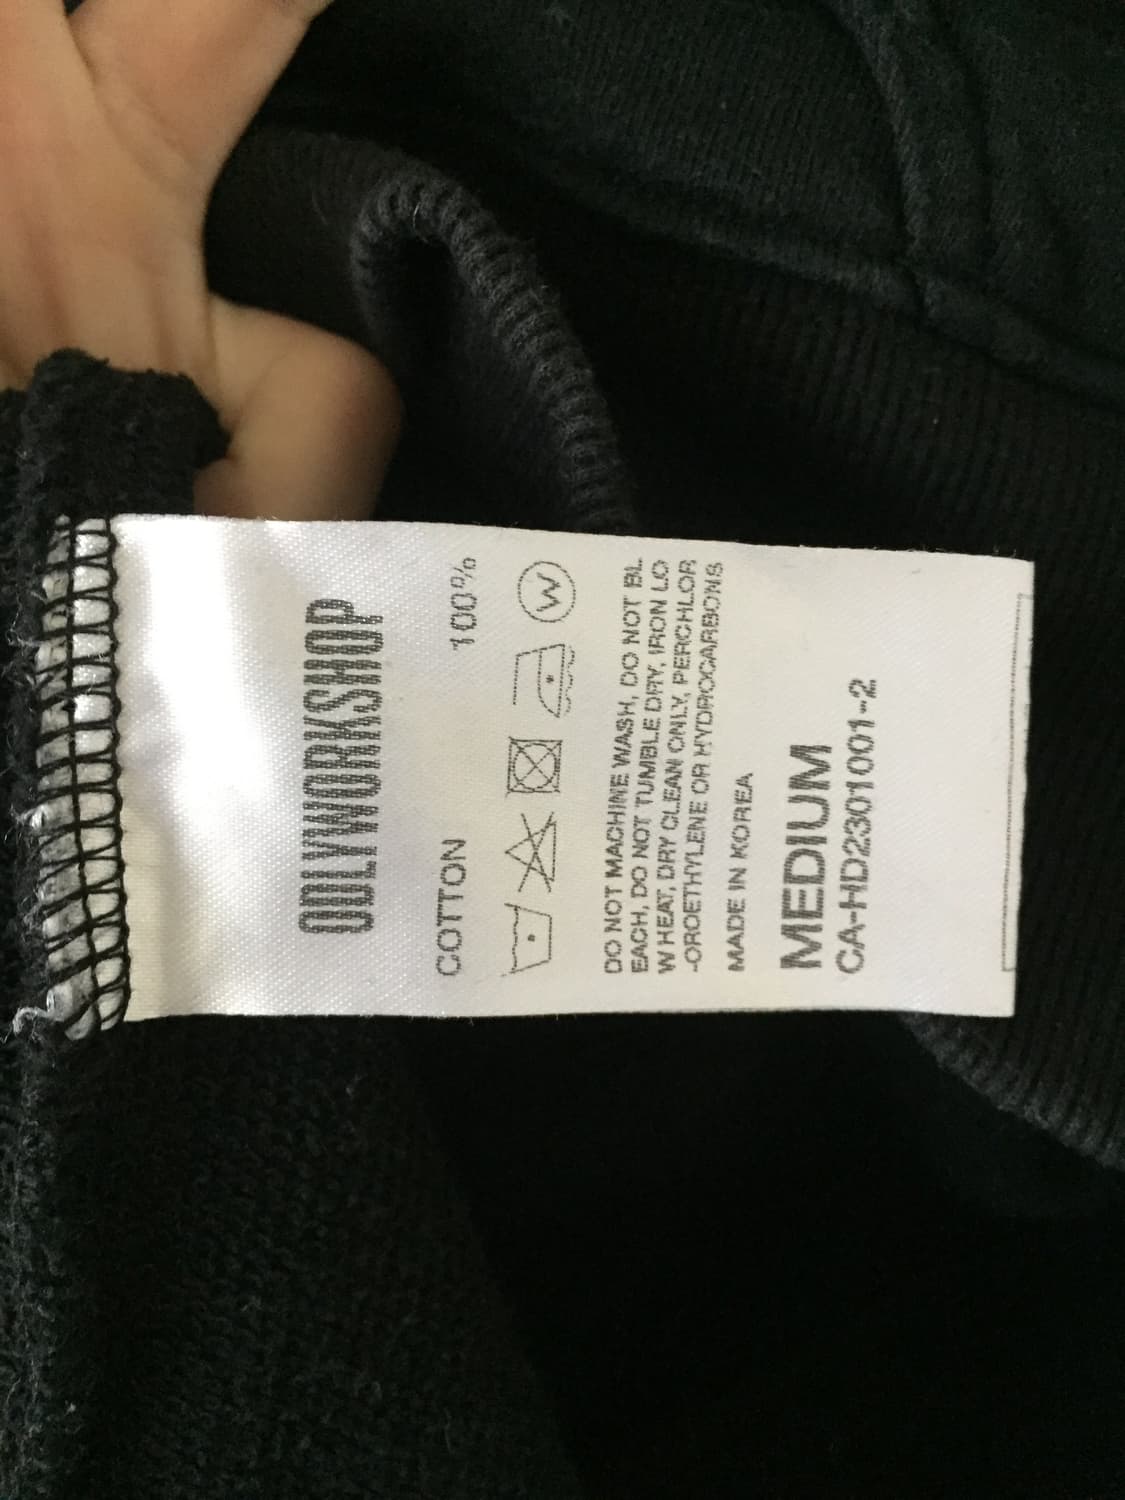 ODLYWORKSHOP
COTTON 100%
W
DO NOT MACHINE WASH, DO NOT BL
EACH, DO NOT TUMBLE DRY, IRON LO
W HEAT, DRY CLEAN ONLY, PERCHLOR
-OROETHYLENE OR HYDROCARBONS
MADE IN KOREA
MEDIUM
CA-HD2301001-2